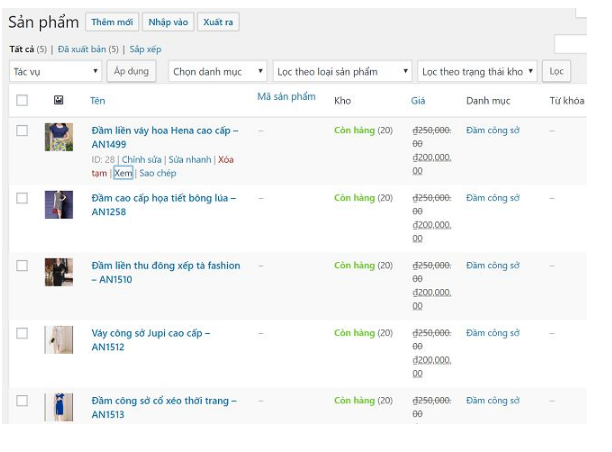 Sản phẩm Thêm mới Nhập vào Xuất ra
Tất cả (5) | Đã xuất bản (5) | Sắp xếp
Tác vụ Áp dụng Chọn danh mục Lọc theo loại sản phẩm Lọc theo trạng thái kho Lọc
Tên Mã sản phẩm Kho Giá Danh mục Từ khóa
Đầm liền váy hoa Hena cao cấp – – Còn hàng (20) ₫250,000. Đầm công sở –
AN1499 00
ID: 28 | Chỉnh sửa | Sửa nhanh | Xóa ₫200,000.
tạm | Xem | Sao chép 00
Đầm cao cấp họa tiết bông lúa – – Còn hàng (20) ₫250,000. Đầm công sở –
AN1258 00
₫200,000.
00
Đầm liền thu đông xếp tà fashion – Còn hàng (20) ₫250,000. Đầm công sở –
– AN1510 00
₫200,000.
00
Váy công sở Jupi cao cấp – – Còn hàng (20) ₫250,000. Đầm công sở –
AN1512 00
₫200,000.
00
Đầm công sở cổ xéo thời trang – – Còn hàng (20) ₫250,000. Đầm công sở –
AN1513 00